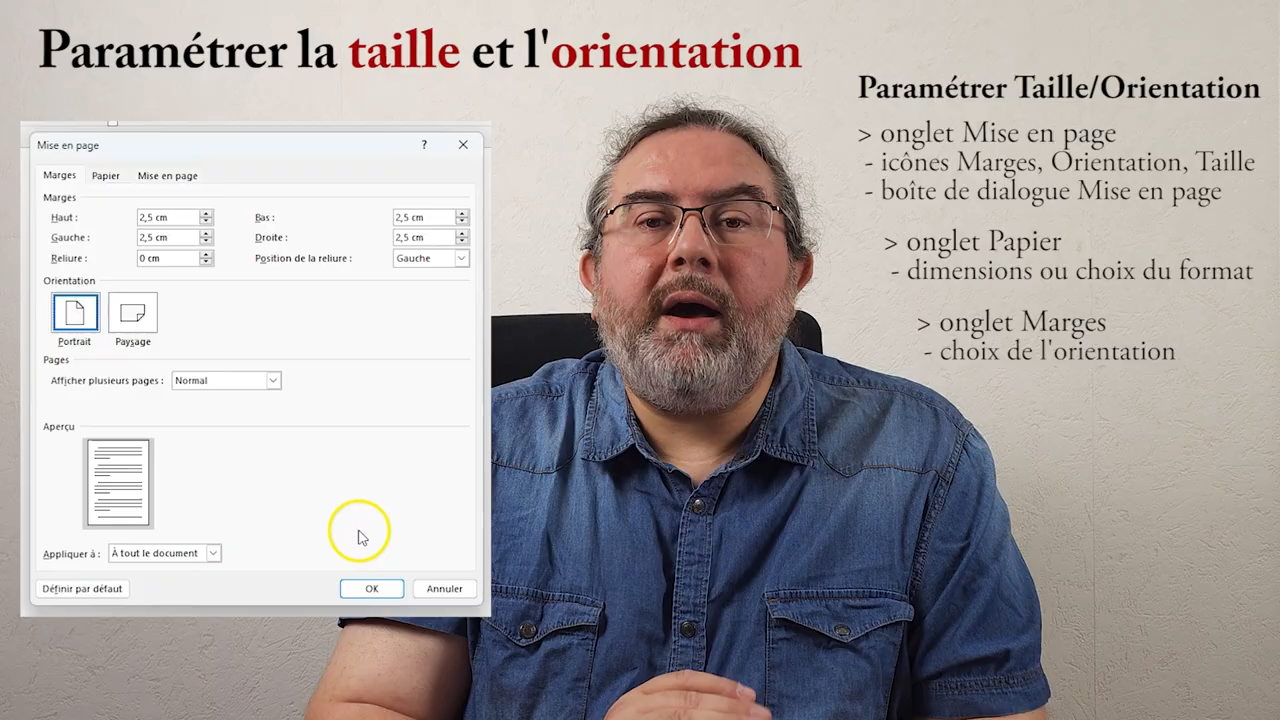 Paramétrer la taille et l'orientation
Paramétrer Taille/Orientation
> onglet Mise en page
- icônes Marges, Orientation, Taille
- boîte de dialogue Mise en page
> onglet Papier
- dimensions ou choix du format
> onglet Marges
- choix de l'orientation
Mise en page ?
Marges Papier Mise en page
Marges
Haut : 2,5 cm Bas : 2,5 cm
Gauche : 2,5 cm Droite : 2,5 cm
Reliure : 0 cm Position de la reliure : Gauche
Orientation
Portrait Paysage
Pages
Afficher plusieurs pages : Normal
Aperçu
Appliquer à : À tout le document
Définir par défaut OK Annuler